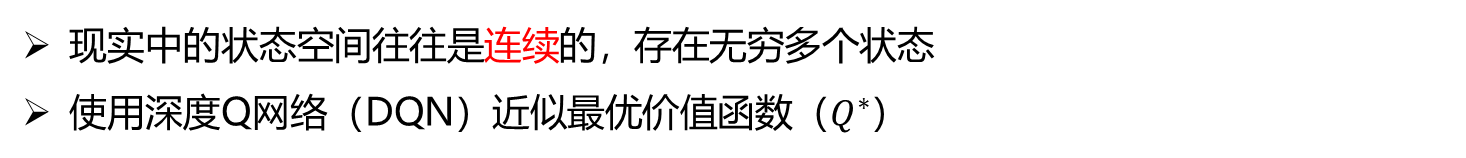 ➢ 现实中的状态空间往往是连续的，存在无穷多个状态
➢ 使用深度Q网络（DQN）近似最优价值函数（Q*）